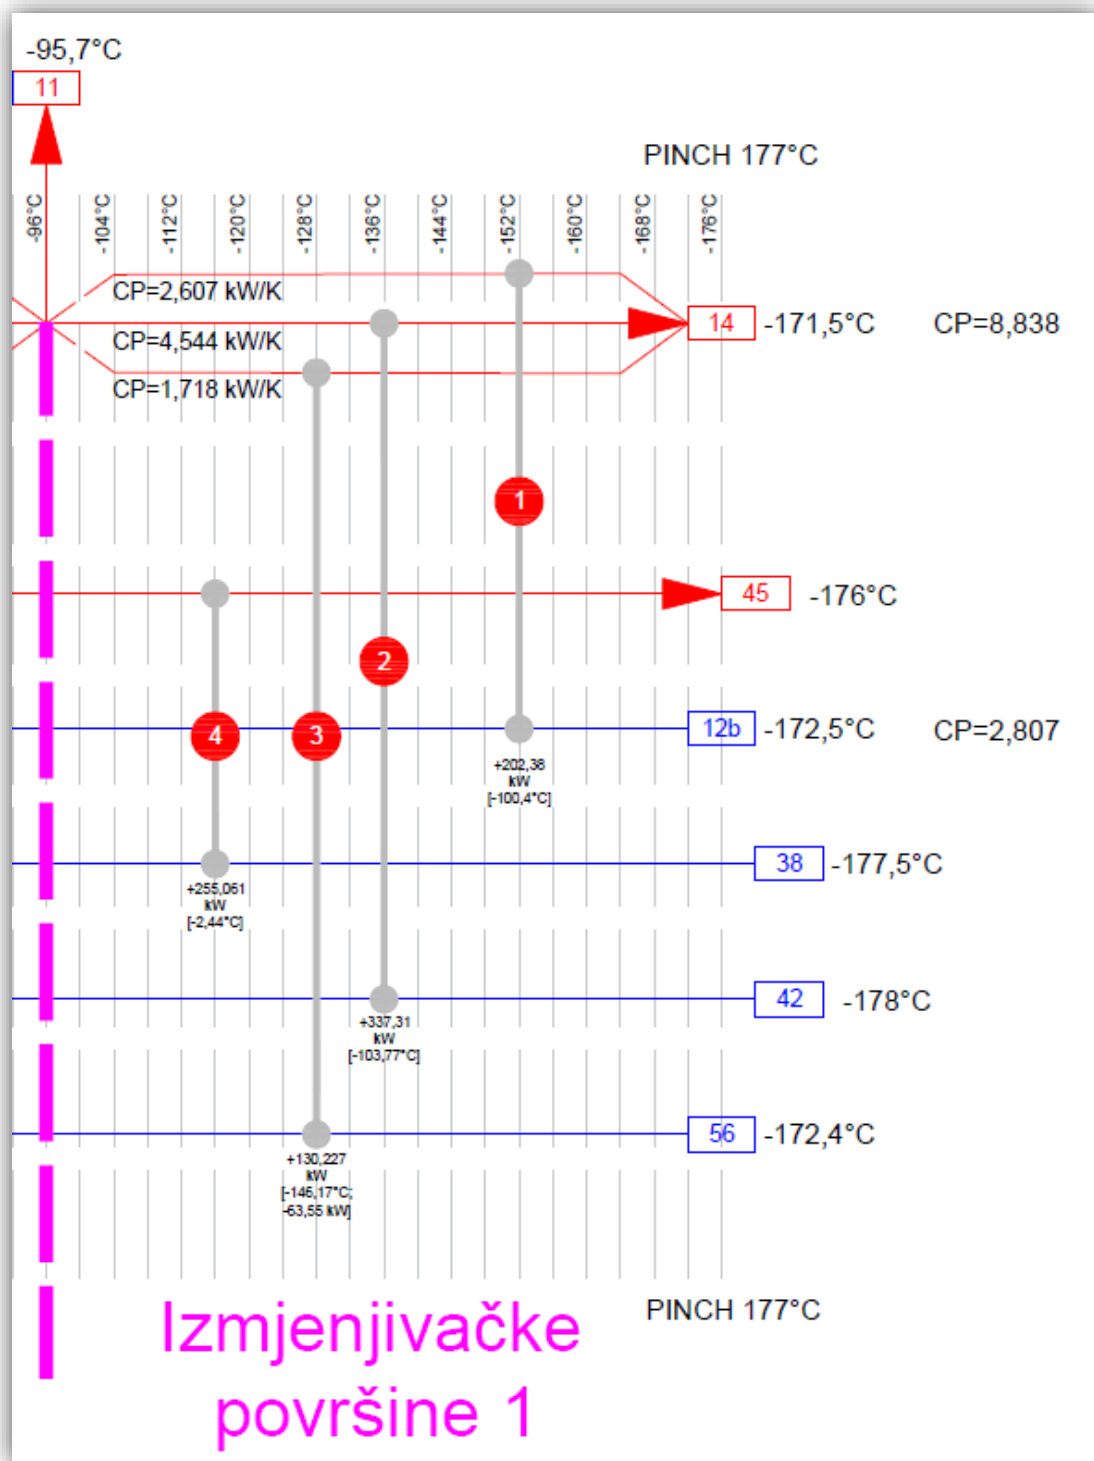 -95,7°C
11
PINCH 177°C
-96°C
-104°C
-112°C
-120°C
-128°C
-136°C
-144°C
-152°C
-160°C
-168°C
-176°C
CP=2,607 kW/K
CP=4,544 kW/K
14
-171,5°C
CP=8,838
CP=1,718 kW/K
1
45
-176°C
2
4
3
12b
-172,5°C
CP=2,807
+202,38
kW
[-100,4°C]
38
-177,5°C
+255,061
kW
[-2,44°C]
42
-178°C
+337,31
kW
[-103,77°C]
56
-172,4°C
+130,227
kW
[-146,17°C;
-63,55 kW]
PINCH 177°C
Izmjenjivačke
površine 1